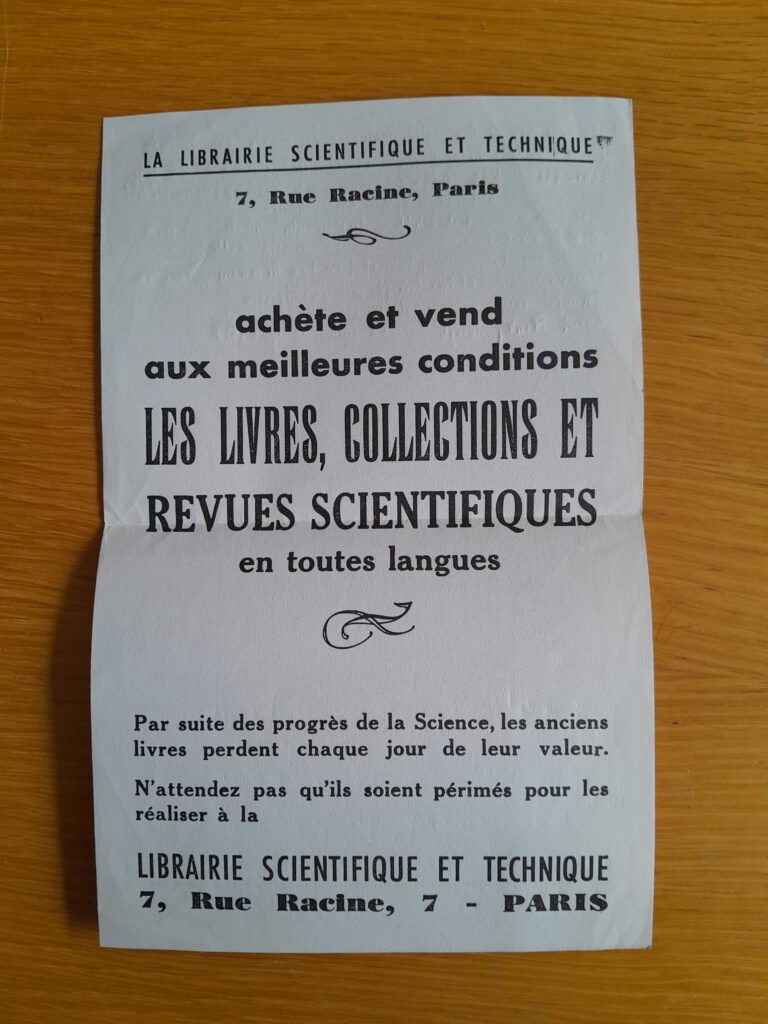 LA LIBRAIRIE SCIENTIFIQUE ET TECHNIQUE
7, Rue Racine, Paris
achète et vend
aux meilleures conditions
LES LIVRES, COLLECTIONS ET
REVUES SCIENTIFIQUES
en toutes langues
Par suite des progrès de la Science, les anciens
livres perdent chaque jour de leur valeur.
N'attendez pas qu'ils soient périmés pour les
réaliser à la
LIBRAIRIE SCIENTIFIQUE ET TECHNIQUE
7, Rue Racine, 7 - PARIS